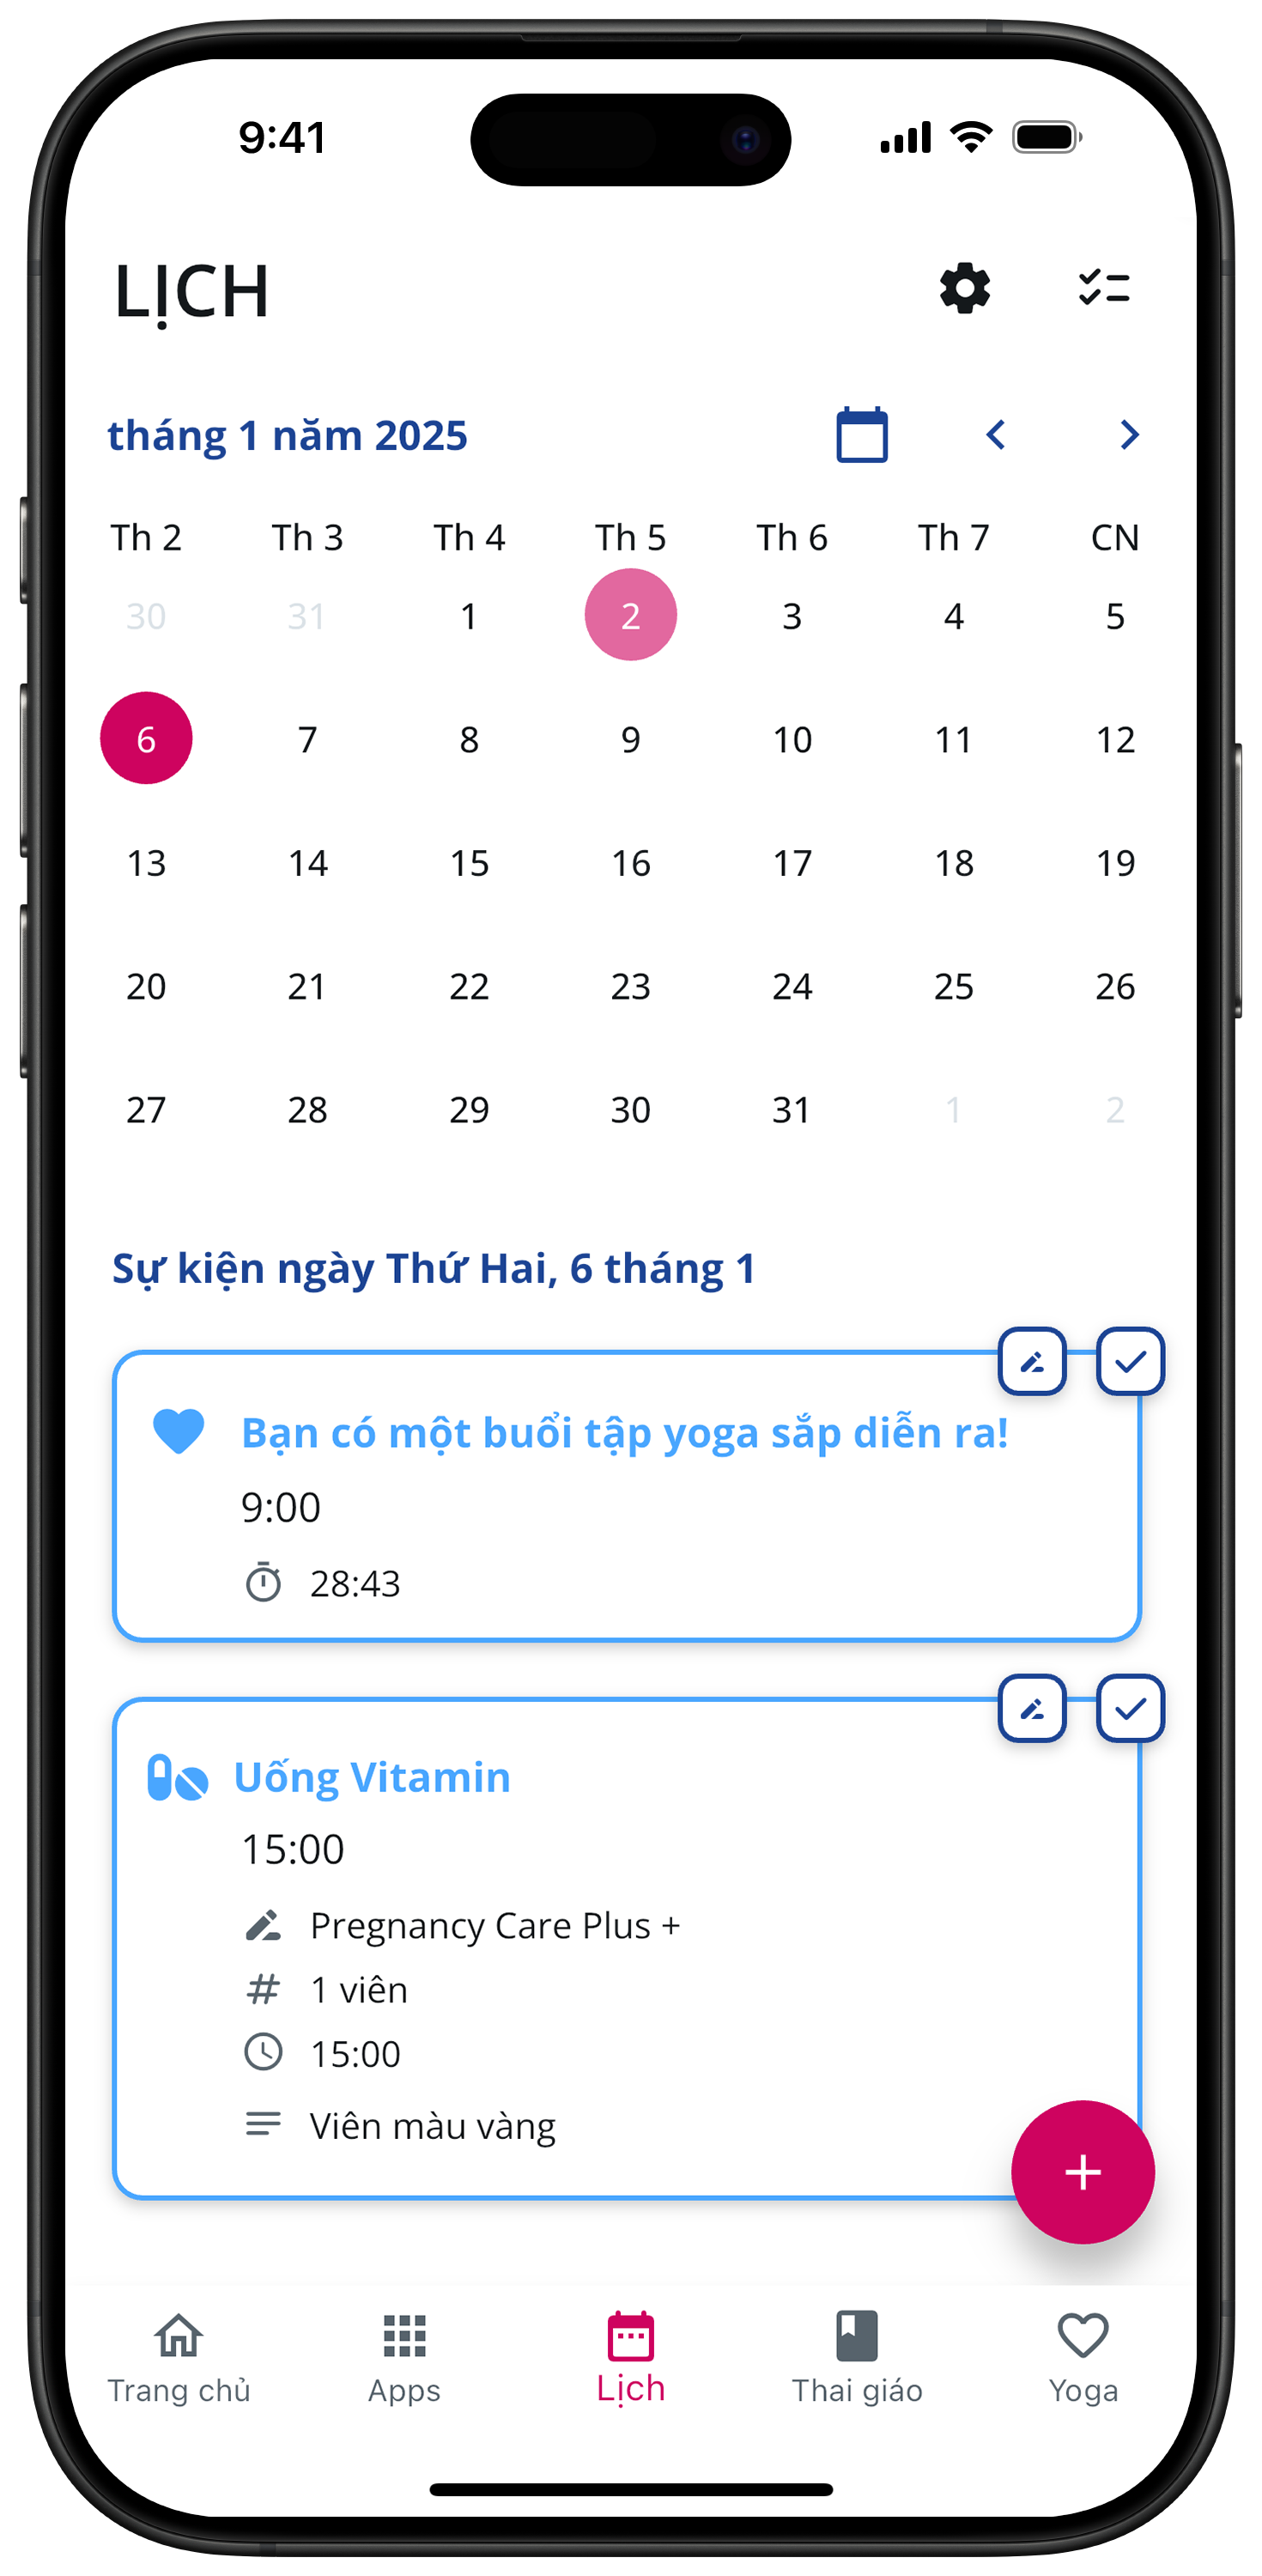 9:41
LỊCH
tháng 1 năm 2025
Th 2 Th 3 Th 4 Th 5 Th 6 Th 7 CN
30 31 1 2 3 4 5
6 7 8 9 10 11 12
13 14 15 16 17 18 19
20 21 22 23 24 25 26
27 28 29 30 31 1 2
Sự kiện ngày Thứ Hai, 6 tháng 1
Bạn có một buổi tập yoga sắp diễn ra!
9:00
28:43
Uống Vitamin
15:00
Pregnancy Care Plus +
# 1 viên
15:00
Viên màu vàng
+
Trang chủ Apps Lịch Thai giáo Yoga